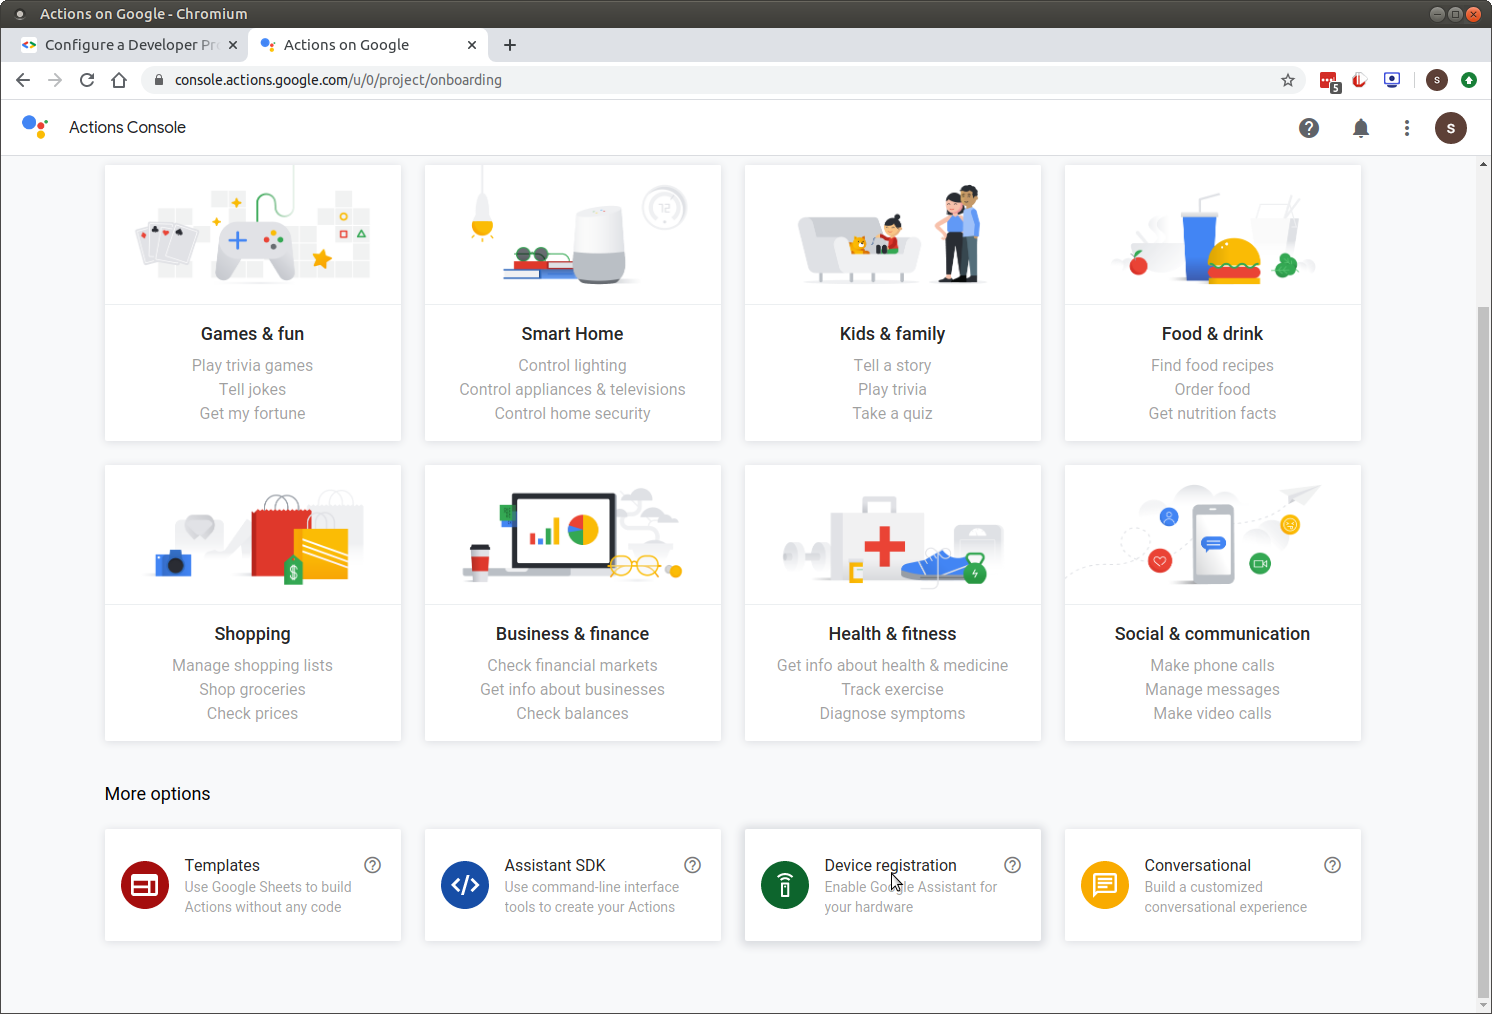 Actions on Google - Chromium
Configure a Developer Pr
Actions on Google
console.actions.google.com/u/0/project/onboarding
5
S
Actions Console
S
72
Games & fun
Play trivia games
Tell jokes
Get my fortune
Smart Home
Control lighting
Control appliances & televisions
Control home security
Kids & family
Tell a story
Play trivia
Take a quiz
Food & drink
Find food recipes
Order food
Get nutrition facts
$
Shopping
Manage shopping lists
Shop groceries
Check prices
Business & finance
Check financial markets
Get info about businesses
Check balances
Health & fitness
Get info about health & medicine
Track exercise
Diagnose symptoms
Social & communication
Make phone calls
Manage messages
Make video calls
More options
Templates
Use Google Sheets to build
Actions without any code
Assistant SDK
Use command-line interface
tools to create your Actions
Device registration
Enable Google Assistant for
your hardware
Conversational
Build a customized
conversational experience